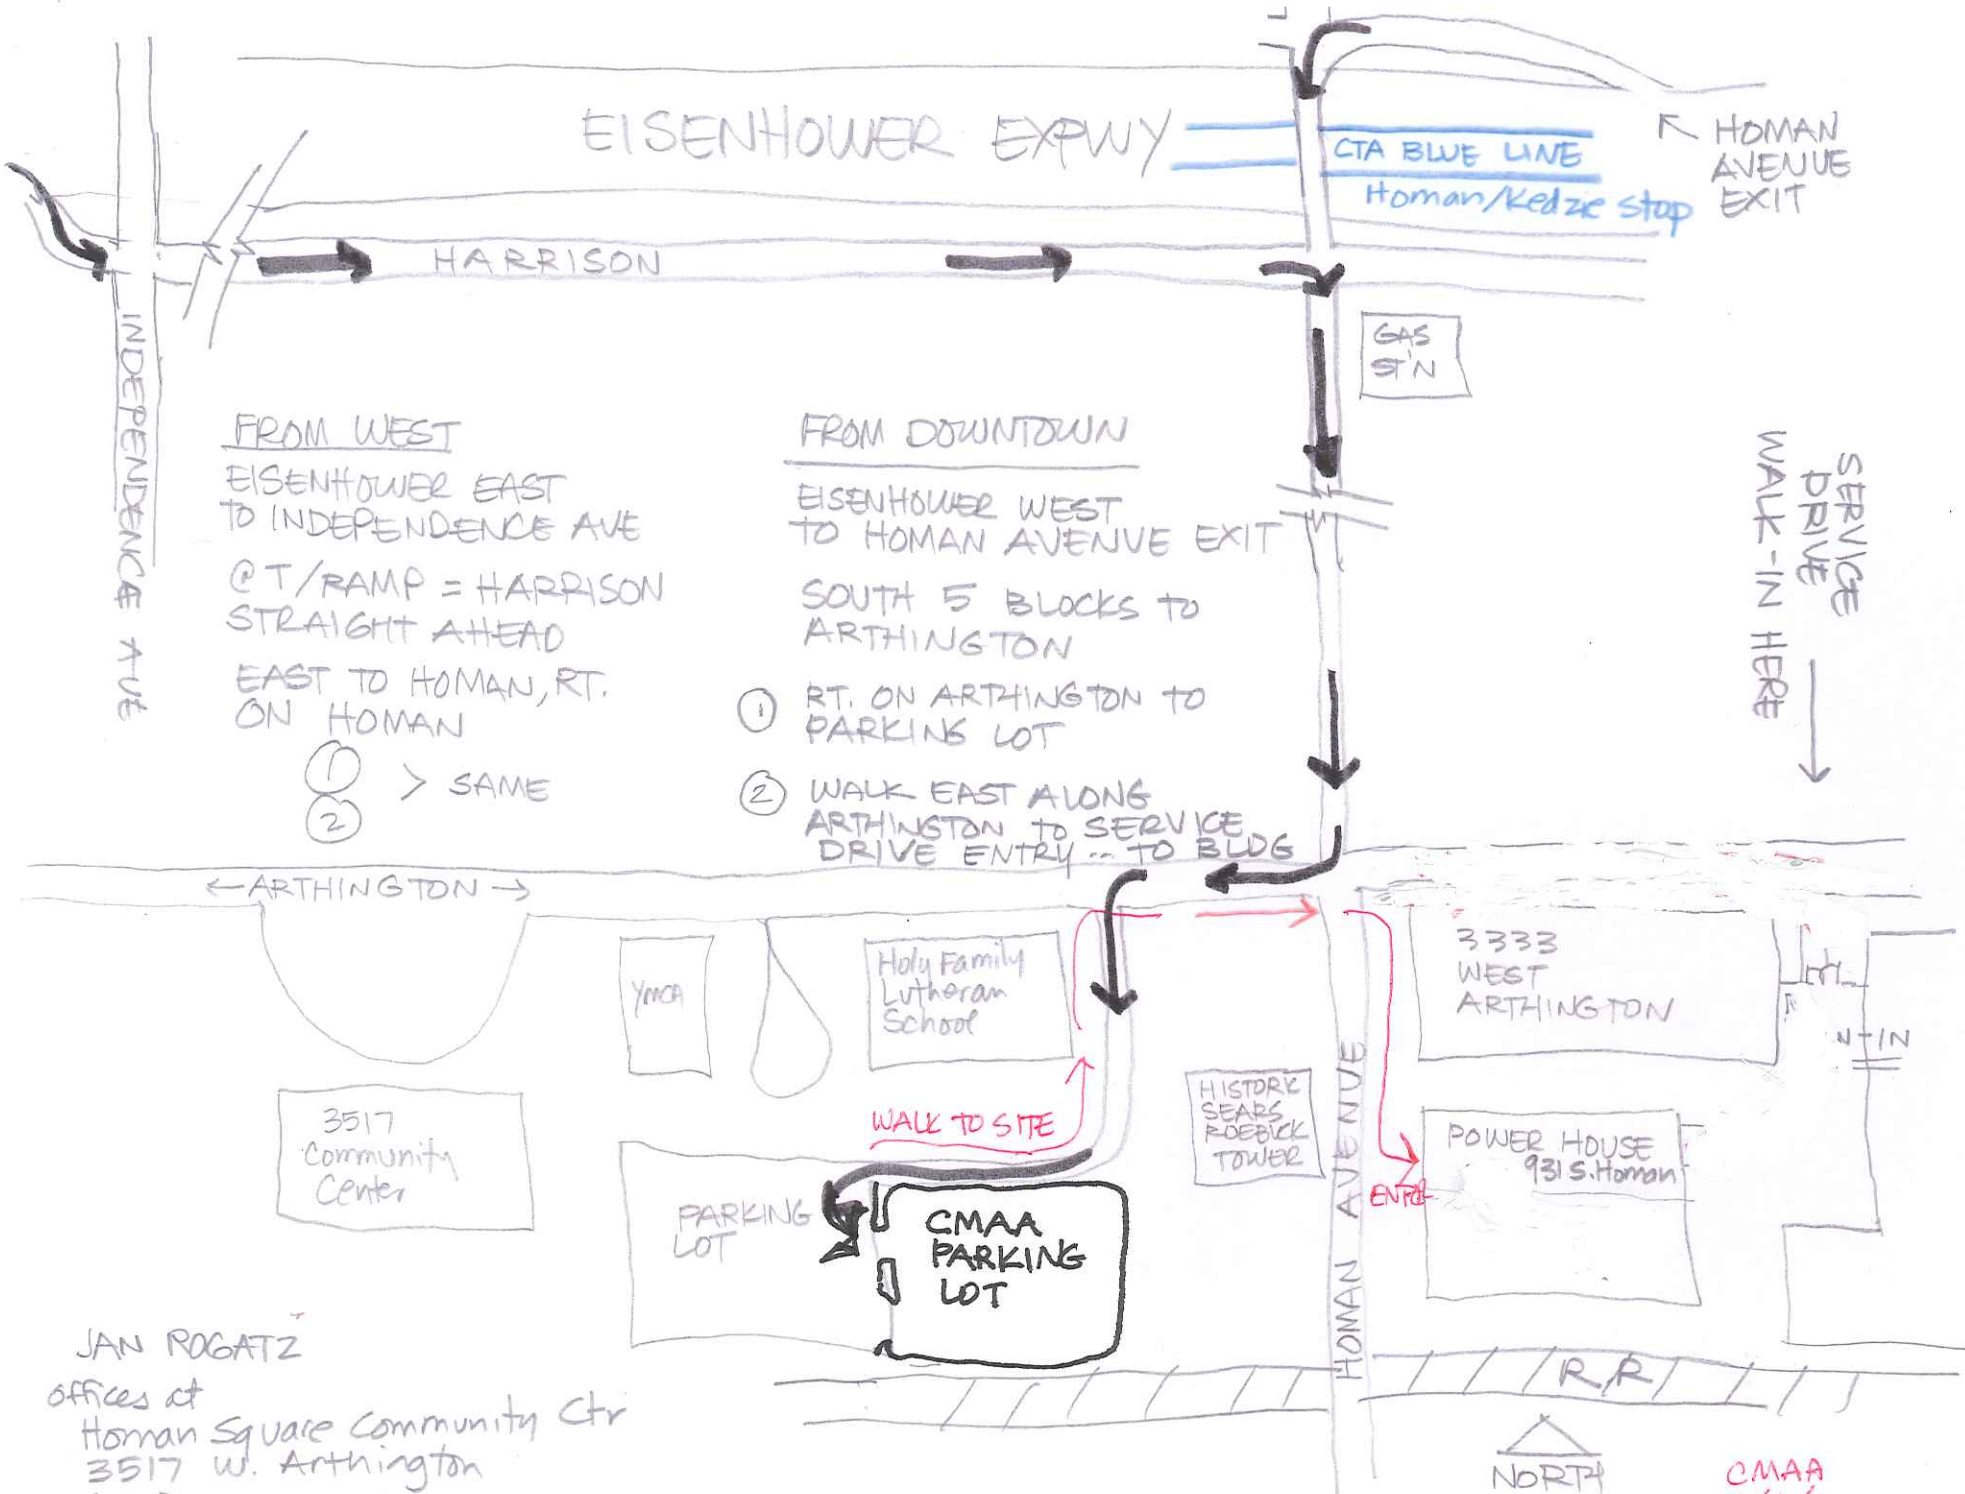 EISENHOWER EXPWY
CTA BLUE LINE
Homan/Kedzie stop
HOMAN
AVENUE
EXIT
HARRISON
INDEPENDENCE AVE
GAS
ST'N
SERVICE
DRIVE
WALK-IN HERE
FROM WEST
EISENHOWER EAST
TO INDEPENDENCE AVE
@ T/RAMP = HARRISON
STRAIGHT AHEAD
EAST TO HOMAN, RT.
ON HOMAN
1
2
> SAME
FROM DOWNTOWN
EISENHOWER WEST
TO HOMAN AVENUE EXIT
SOUTH 5 BLOCKS TO
ARTHINGTON
1 RT. ON ARTHINGTON TO
PARKING LOT
2 WALK EAST ALONG
ARTHINGTON TO SERVICE
DRIVE ENTRY -- TO BLDG
← ARTHINGTON →
YMCA
Holy Family
Lutheran
School
3333
WEST
ARTHINGTON
IN
3517
Community
Center
WALK TO SITE
HISTORIC
SEARS
ROEBUCK
TOWER
HOMAN AVENUE
POWER HOUSE
931 S. Homan
ENTER
PARKING
LOT
CMAA
PARKING
LOT
JAN ROGATZ
offices at
Homan Square Community Ctr
3517 W. Arthington
R.R
NORTH
CMAA